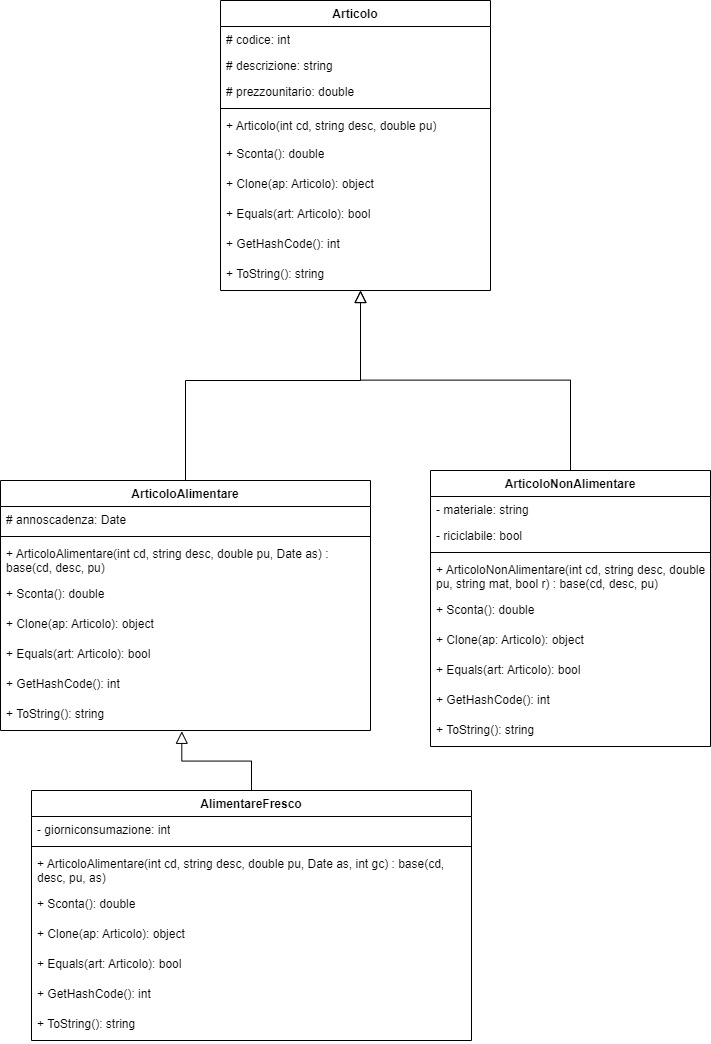 Articolo
# codice: int
# descrizione: string
# prezzounitario: double
+ Articolo(int cd, string desc, double pu)
+ Sconta(): double
+ Clone(ap: Articolo): object
+ Equals(art: Articolo): bool
+ GetHashCode(): int
+ ToString(): string
ArticoloAlimentare
# annoscadenza: Date
+ ArticoloAlimentare(int cd, string desc, double pu, Date as) :
base(cd, desc, pu)
+ Sconta(): double
+ Clone(ap: Articolo): object
+ Equals(art: Articolo): bool
+ GetHashCode(): int
+ ToString(): string
ArticoloNonAlimentare
- materiale: string
- riciclabile: bool
+ ArticoloNonAlimentare(int cd, string desc, double
pu, string mat, bool r) : base(cd, desc, pu)
+ Sconta(): double
+ Clone(ap: Articolo): object
+ Equals(art: Articolo): bool
+ GetHashCode(): int
+ ToString(): string
AlimentareFresco
- giorniconsumazione: int
+ ArticoloAlimentare(int cd, string desc, double pu, Date as, int gc) : base(cd,
desc, pu, as)
+ Sconta(): double
+ Clone(ap: Articolo): object
+ Equals(art: Articolo): bool
+ GetHashCode(): int
+ ToString(): string